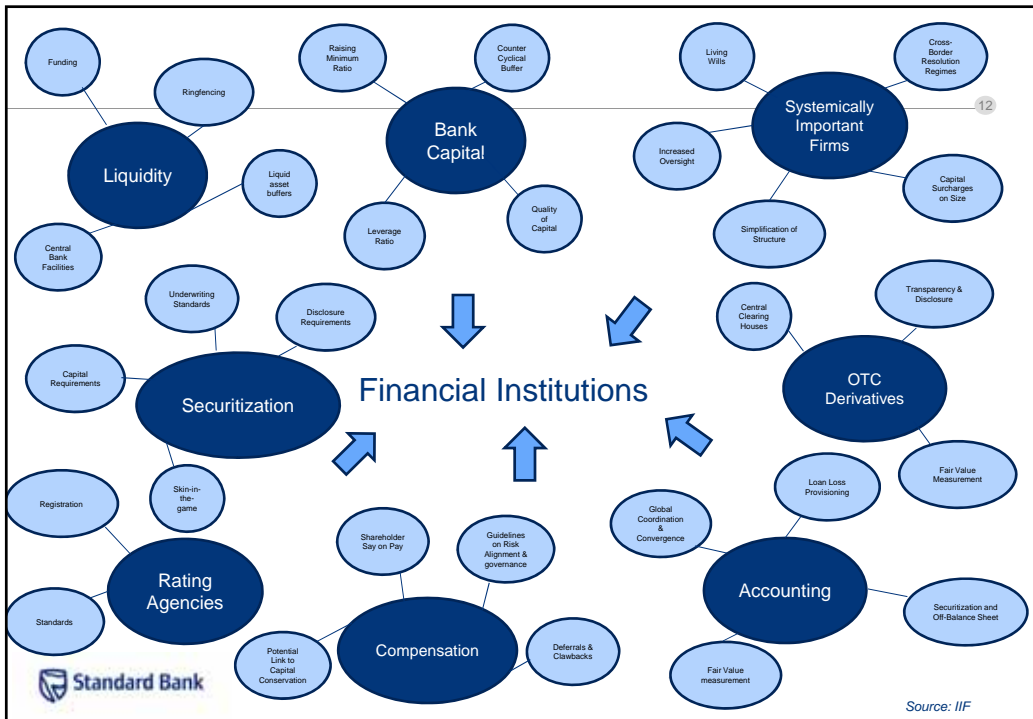 Funding
Ringfencing
Liquidity
Liquid
asset
buffers
Central
Bank
Facilities
Raising
Minimum
Ratio
Counter
Cyclical
Buffer
Bank
Capital
Leverage
Ratio
Quality
of
Capital
Living
Wills
Cross-
Border
Resolution
Regimes
12
Systemically
Important
Firms
Increased
Oversight
Capital
Surcharges
on Size
Simplification of
Structure
Underwriting
Standards
Disclosure
Requirements
Capital
Requirements
Securitization
Skin-in-
the-
game
Financial Institutions
Central
Clearing
Houses
Transparency &
Disclosure
OTC
Derivatives
Fair Value
Measurement
Registration
Rating
Agencies
Standards
Shareholder
Say on Pay
Guidelines
on Risk
Alignment &
governance
Compensation
Potential
Link to
Capital
Conservation
Deferrals &
Clawbacks
Loan Loss
Provisioning
Global
Coordination
&
Convergence
Accounting
Securitization and
Off-Balance Sheet
Fair Value
measurement
Standard Bank
Source: IIF